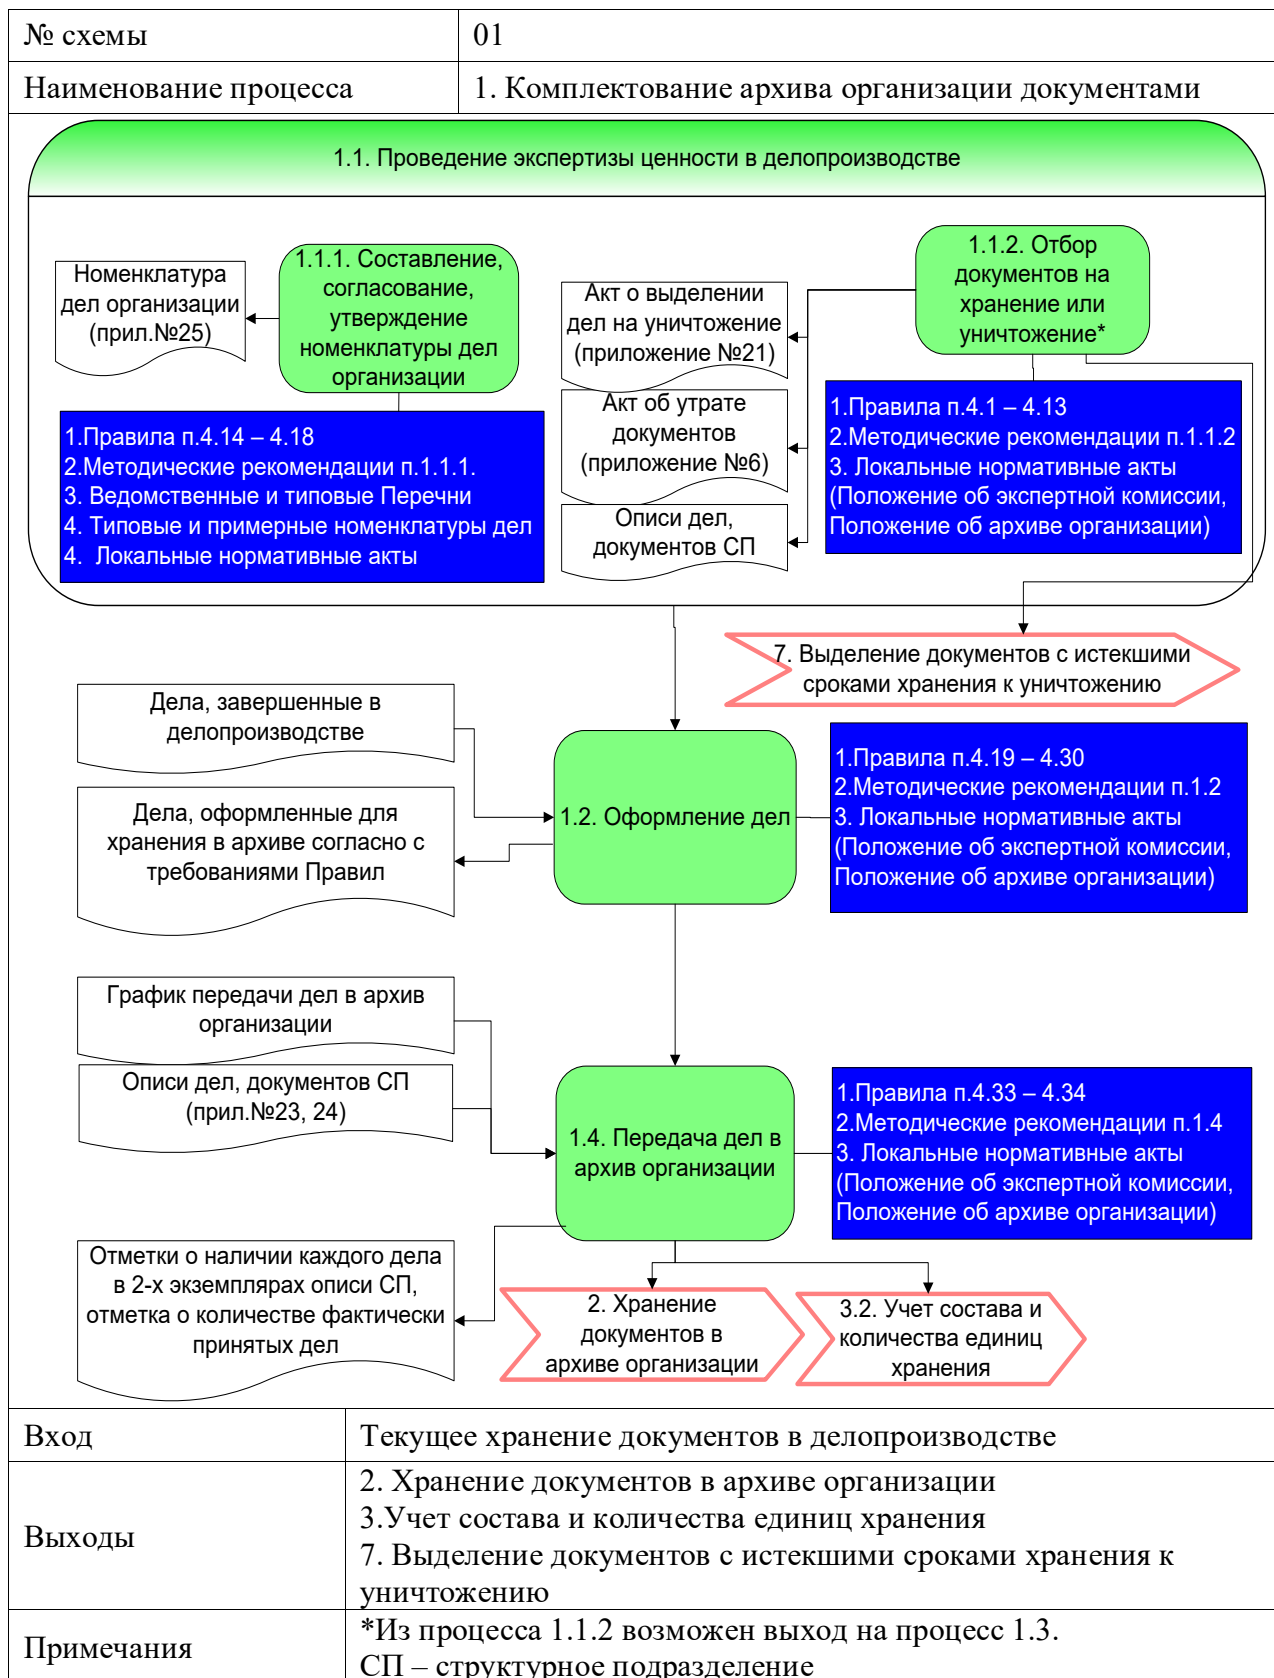 № схемы
01
Наименование процесса
1. Комплектование архива организации документами
1.1. Проведение экспертизы ценности в делопроизводстве
Номенклатура
дел организации
(прил.№25)
1.1.1. Составление,
согласование,
утверждение
номенклатуры дел
организации
1.Правила п.4.14 – 4.18
2.Методические рекомендации п.1.1.1.
3. Ведомственные и типовые Перечни
4. Типовые и примерные номенклатуры дел
4.  Локальные нормативные акты
Акт о выделении
дел на уничтожение
(приложение №21)
Акт об утрате
документов
(приложение №6)
Описи дел,
документов СП
1.1.2. Отбор
документов на
хранение или
уничтожение*
1.Правила п.4.1 – 4.13
2.Методические рекомендации п.1.1.2
3. Локальные нормативные акты
(Положение об экспертной комиссии,
Положение об архиве организации)
7. Выделение документов с истекшими
сроками хранения к уничтожению
Дела, завершенные в
делопроизводстве
Дела, оформленные для
хранения в архиве согласно с
требованиями Правил
1.2. Оформление дел
1.Правила п.4.19 – 4.30
2.Методические рекомендации п.1.2
3. Локальные нормативные акты
(Положение об экспертной комиссии,
Положение об архиве организации)
График передачи дел в архив
организации
Описи дел, документов СП
(прил.№23, 24)
1.4. Передача дел в
архив организации
1.Правила п.4.33 – 4.34
2.Методические рекомендации п.1.4
3. Локальные нормативные акты
(Положение об экспертной комиссии,
Положение об архиве организации)
Отметки о наличии каждого дела
в 2-х экземплярах описи СП,
отметка о количестве фактически
принятых дел
2. Хранение
документов в
архиве организации
3.2. Учет состава и
количества единиц
хранения
Вход
Текущее хранение документов в делопроизводстве
Выходы
2. Хранение документов в архиве организации
3.Учет состава и количества единиц хранения
7. Выделение документов с истекшими сроками хранения к
уничтожению
Примечания
*Из процесса 1.1.2 возможен выход на процесс 1.3.
СП – структурное подразделение